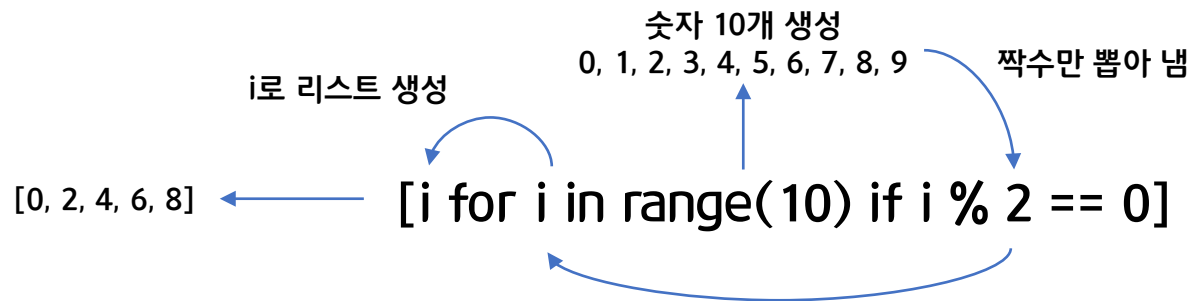 숫자 10개 생성
0, 1, 2, 3, 4, 5, 6, 7, 8, 9
짝수만 뽑아 냄
i로 리스트 생성
[0, 2, 4, 6, 8]
[i for i in range(10) if i % 2 == 0]